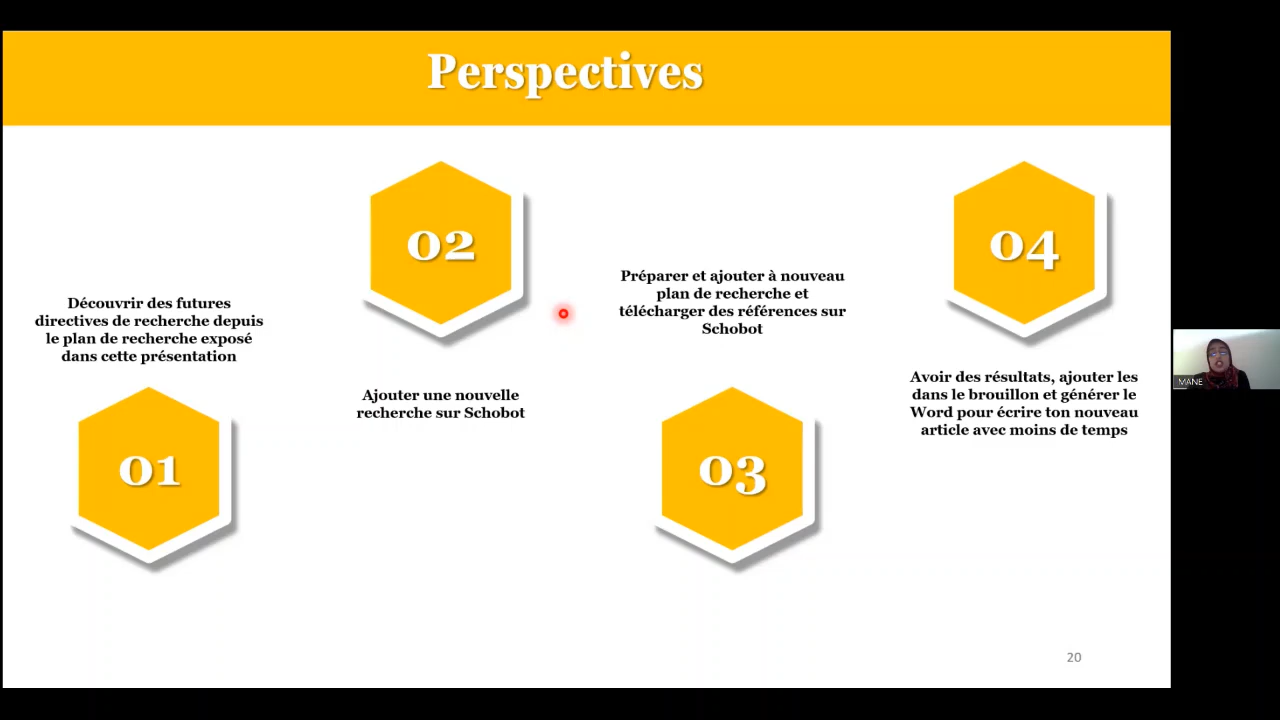 Perspectives
Découvrir des futures
directives de recherche depuis
le plan de recherche exposé
dans cette présentation
01
02
Ajouter une nouvelle
recherche sur Schobot
Préparer et ajouter à nouveau
plan de recherche et
télécharger des références sur
Schobot
03
04
Avoir des résultats, ajouter les
dans le brouillon et générer le
Word pour écrire ton nouveau
article avec moins de temps
MANE
20